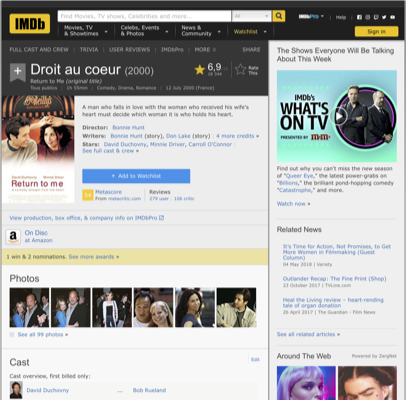 IMDb
Find Movies, TV shows, Celebrities and more...
All
IMDbPro
Help
Movies, TV
& Showtimes
Celebs, Events
& Photos
News &
Community
Watchlist
Sign in
FULL CAST AND CREW | TRIVIA | USER REVIEWS | IMDbPro | MORE
SHARE
Droit au coeur (2000)
Return to Me (original title)
Tous publics | 1h 55min | Comedy, Drama, Romance | 12 July 2000 (France)
6,9
Rate
This
A man who falls in love with the woman who received his wife's
heart must decide which woman it is who holds his heart.
Director: Bonnie Hunt
Writers: Bonnie Hunt (story), Don Lake (story) | 4 more credits »
Stars: David Duchovny, Minnie Driver, Carroll O'Connor |
See full cast & crew »
Return to me
+ Add to Watchlist
Metascore
From metacritic.com
Reviews
279 user | 106 critic
View production, box office, & company info on IMDbPro
a
On Disc
at Amazon
1 win & 2 nominations. See more awards »
Photos
See all 99 photos »
Cast
Edit
Cast overview, first billed only:
David Duchovny ... Bob Rueland
The Shows Everyone Will Be Talking
About This Week
IMDb's
WHAT'S
ON TV
PRESENTED BY M&M's
Find out why you can't miss the new season
of "Queer Eye," the latest power-grabs on
"Billions," the brilliant pond-hopping comedy
"Catastrophe," and more.
Watch now »
Related News
It's Time for Action, Not Promises, to Get
More Women in Filmmaking (Guest
Column)
04 May 2018 | Variety
Outlander Recap: The Fine Print (Shop)
23 October 2017 | TVLine.com
Heal the Living review – heart-rending
tale of organ donation
26 April 2017 | The Guardian - Film News
See all related articles »
Around The Web
Powered by ZergNet